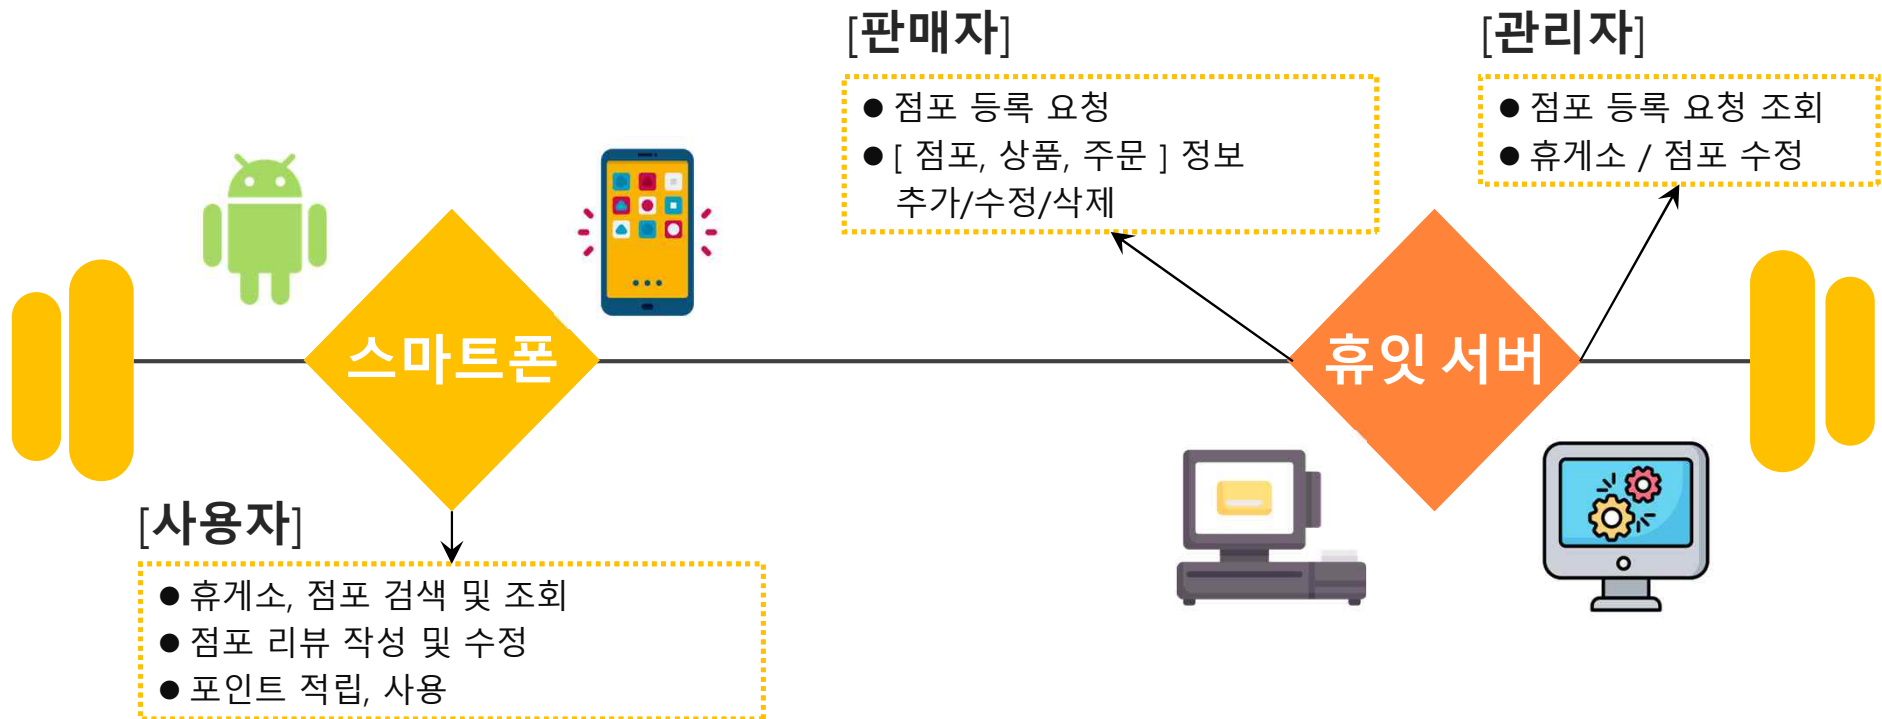 [판매자]
● 점포 등록 요청
● [ 점포, 상품, 주문 ] 정보
추가/수정/삭제
[관리자]
● 점포 등록 요청 조회
● 휴게소 / 점포 수정
스마트폰
휴잇 서버
[사용자]
● 휴게소, 점포 검색 및 조회
● 점포 리뷰 작성 및 수정
● 포인트 적립, 사용